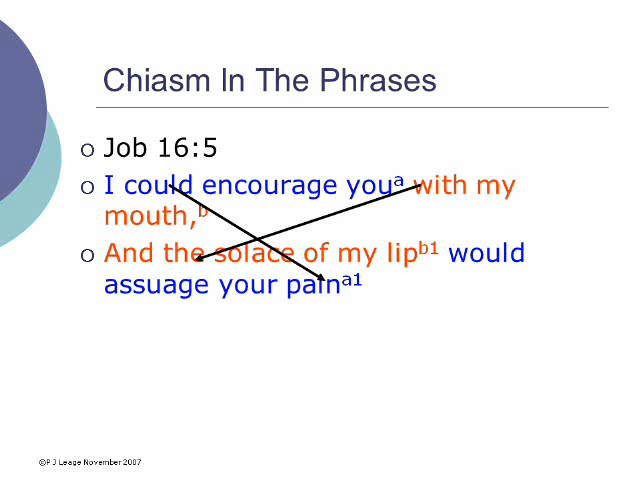 Chiasm In The Phrases
Job 16:5
I could encourage youᵃ with my
mouth,ᵇ
And the solace of my lipᵇ¹ would
assuage your painᵃ¹
©P J Leage November 2007